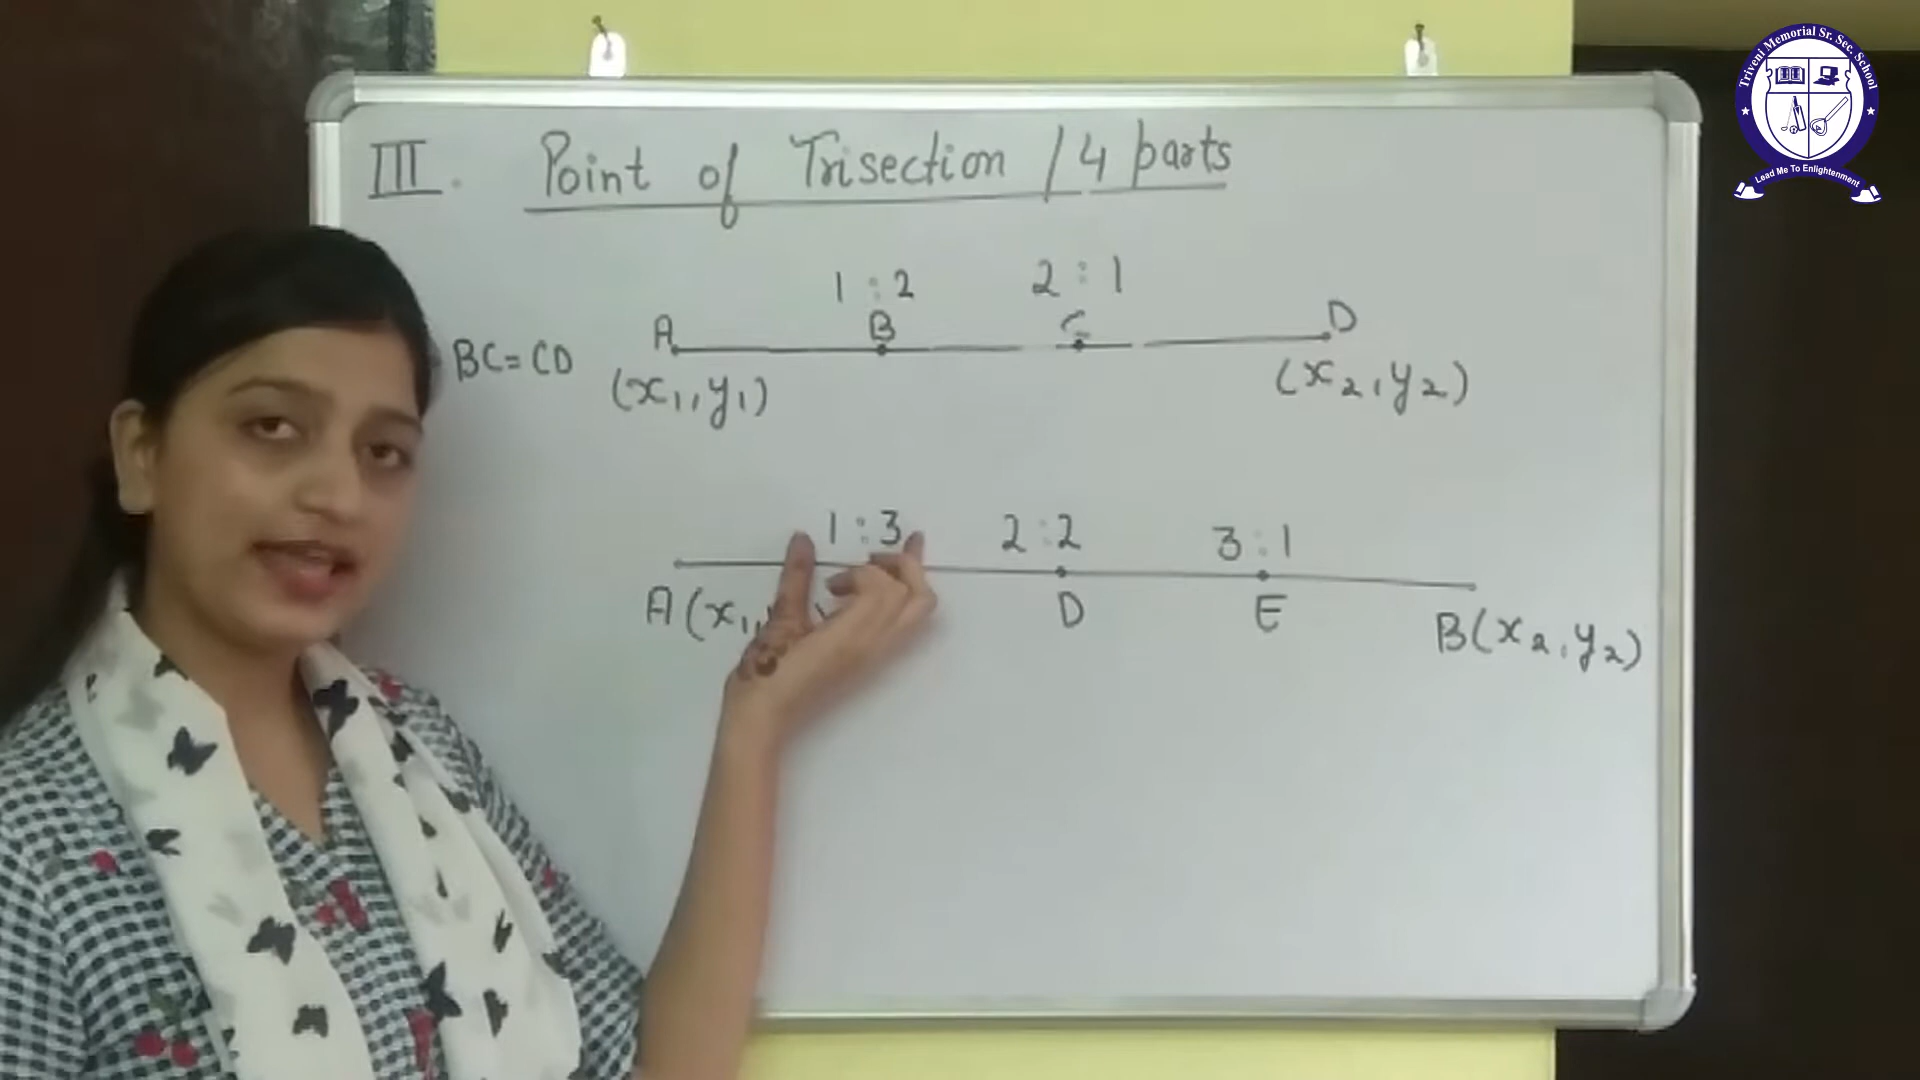 Triveni Memorial Sr. Sec. School
Lead Me To Enlightenment
III. Point of Trisection / 4 parts
1 : 2 2 : 1
A B C D
BC = CD
(x₁, y₁) (x₂, y₂)
1 : 3 2 : 2 3 : 1
A (x₁, D E B (x₂, y₂)